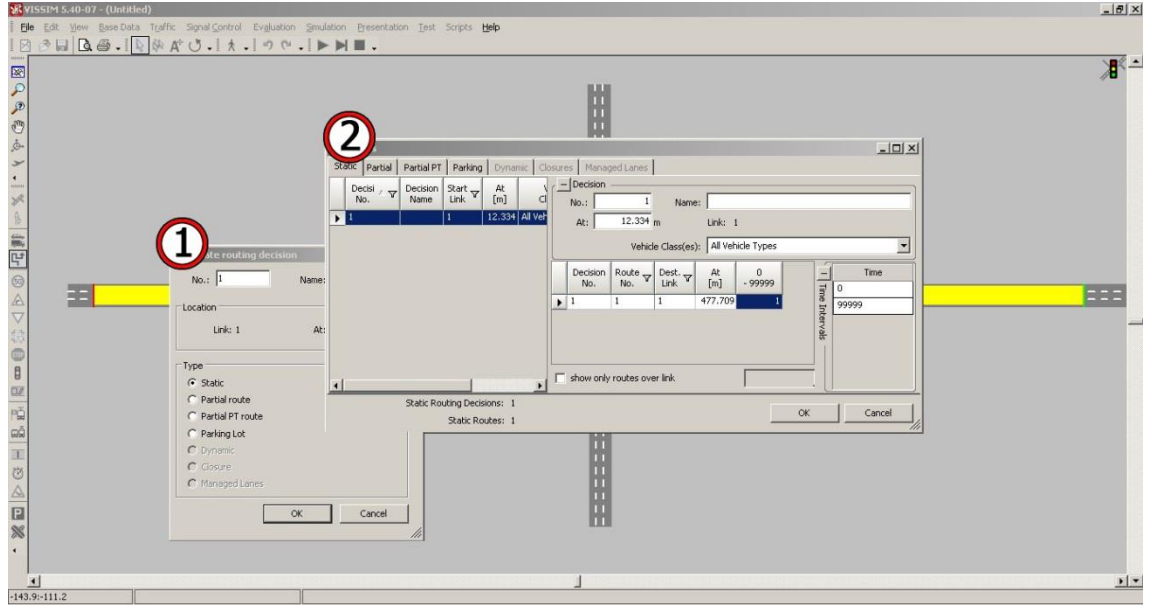 VISSIM 5.40-07 - (Untitled)
File Edit View Base Data Traffic Signal Control Evaluation Simulation Presentation Test Scripts Help
2
Static Partial Partial PT Parking Dynamic Closures Managed Lanes
Decisi No. Decision Name Start Link At [m] V Cl
1 1 12.334 All Veh
Decision
No.: 1 Name:
At: 12.334 m Link: 1
Vehicle Class(es): All Vehicle Types
Decision No. Route No. Dest. Link At [m] 0 - 99999
1 1 1 477.709 1
Time Intervals
Time
0
99999
show only routes over link
Static Routing Decisions: 1
Static Routes: 1
OK Cancel
1
te routing decision
No.: 1 Name:
Location
Link: 1 At:
Type
Static
Partial route
Partial PT route
Parking Lot
Dynamic
Closure
Managed Lanes
OK Cancel
-143.9:-111.2